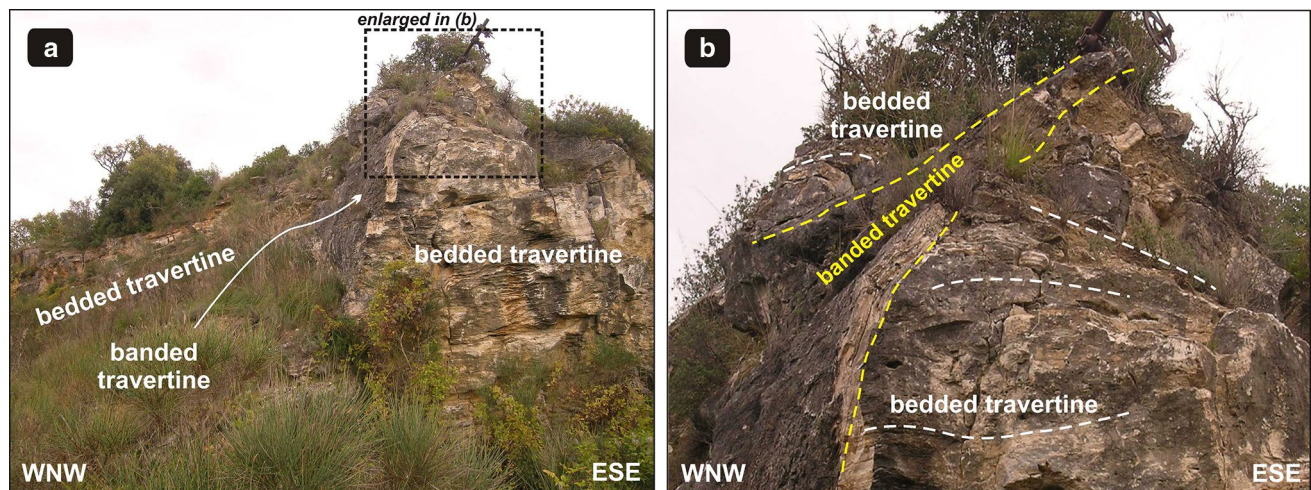 a
enlarged in (b)
bedded travertine
bedded travertine
banded
travertine
WNW
ESE
b
bedded
travertine
banded travertine
bedded travertine
WNW
ESE